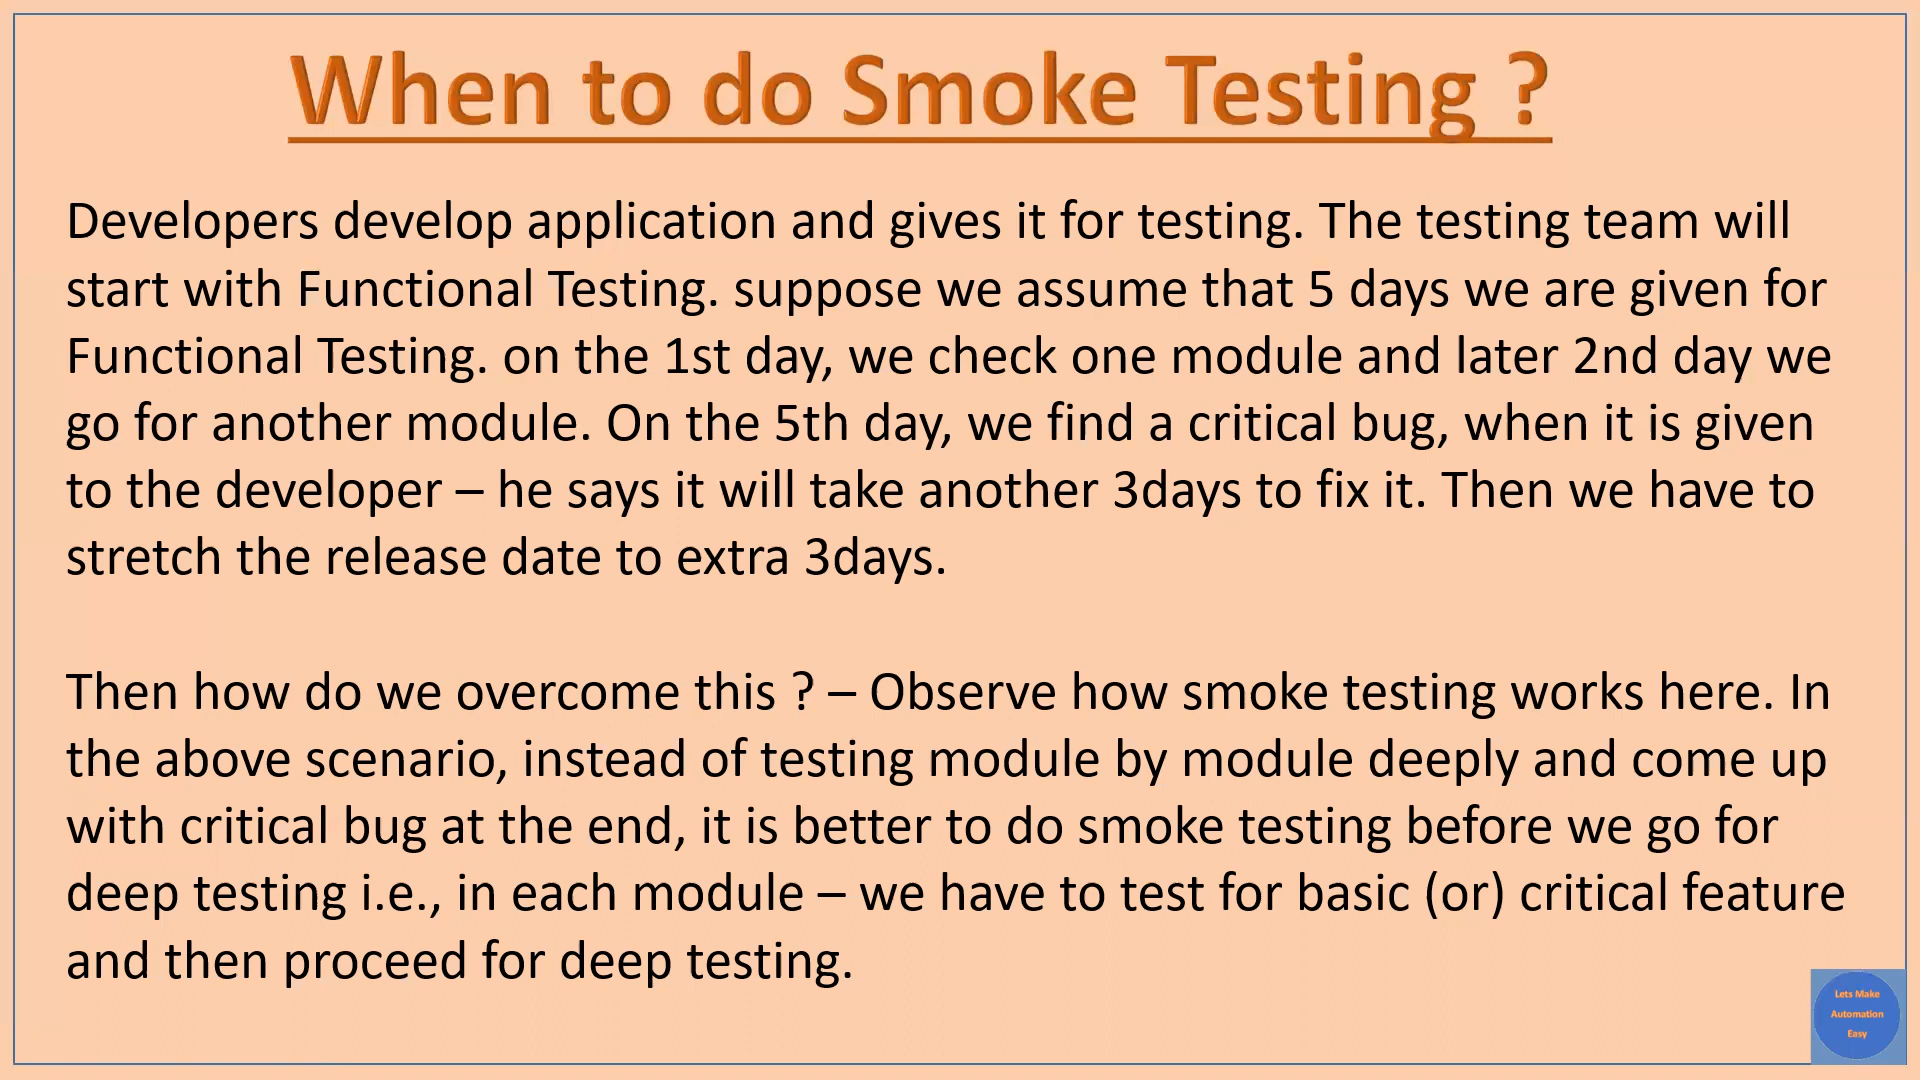 When to do Smoke Testing ?
Developers develop application and gives it for testing. The testing team will
start with Functional Testing. suppose we assume that 5 days we are given for
Functional Testing. on the 1st day, we check one module and later 2nd day we
go for another module. On the 5th day, we find a critical bug, when it is given
to the developer – he says it will take another 3days to fix it. Then we have to
stretch the release date to extra 3days.
Then how do we overcome this ? – Observe how smoke testing works here. In
the above scenario, instead of testing module by module deeply and come up
with critical bug at the end, it is better to do smoke testing before we go for
deep testing i.e., in each module – we have to test for basic (or) critical feature
and then proceed for deep testing.
Lets Make
Automation
Easy